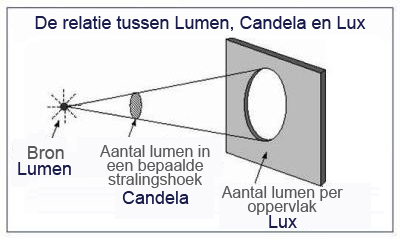 De relatie tussen Lumen, Candela en Lux
Bron
Lumen
Aantal lumen in
een bepaalde
stralingshoek
Candela
Aantal lumen per
oppervlak
Lux